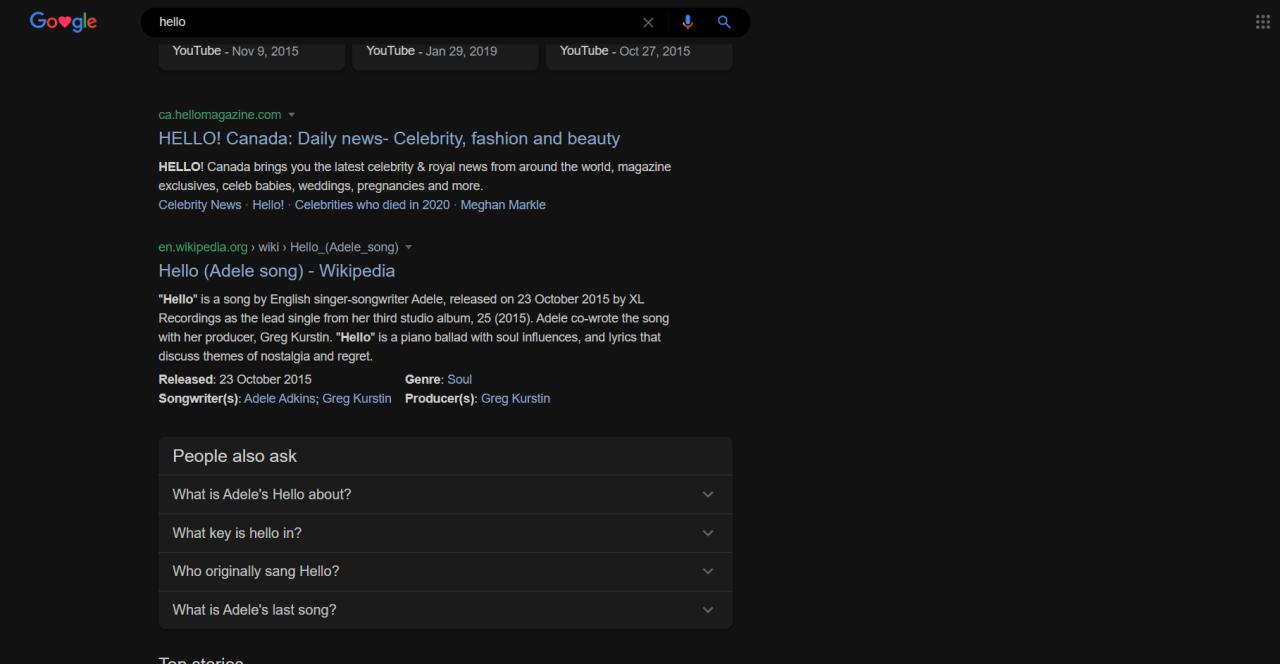 Google
hello
YouTube - Nov 9, 2015
YouTube - Jan 29, 2019
YouTube - Oct 27, 2015
ca.hellomagazine.com
HELLO! Canada: Daily news- Celebrity, fashion and beauty
HELLO! Canada brings you the latest celebrity & royal news from around the world, magazine
exclusives, celeb babies, weddings, pregnancies and more.
Celebrity News · Hello! · Celebrities who died in 2020 · Meghan Markle
en.wikipedia.org › wiki › Hello_(Adele_song)
Hello (Adele song) - Wikipedia
"Hello" is a song by English singer-songwriter Adele, released on 23 October 2015 by XL
Recordings as the lead single from her third studio album, 25 (2015). Adele co-wrote the song
with her producer, Greg Kurstin. "Hello" is a piano ballad with soul influences, and lyrics that
discuss themes of nostalgia and regret.
Released: 23 October 2015 Genre: Soul
Songwriter(s): Adele Adkins; Greg Kurstin Producer(s): Greg Kurstin
People also ask
What is Adele's Hello about?
What key is hello in?
Who originally sang Hello?
What is Adele's last song?
Top stories